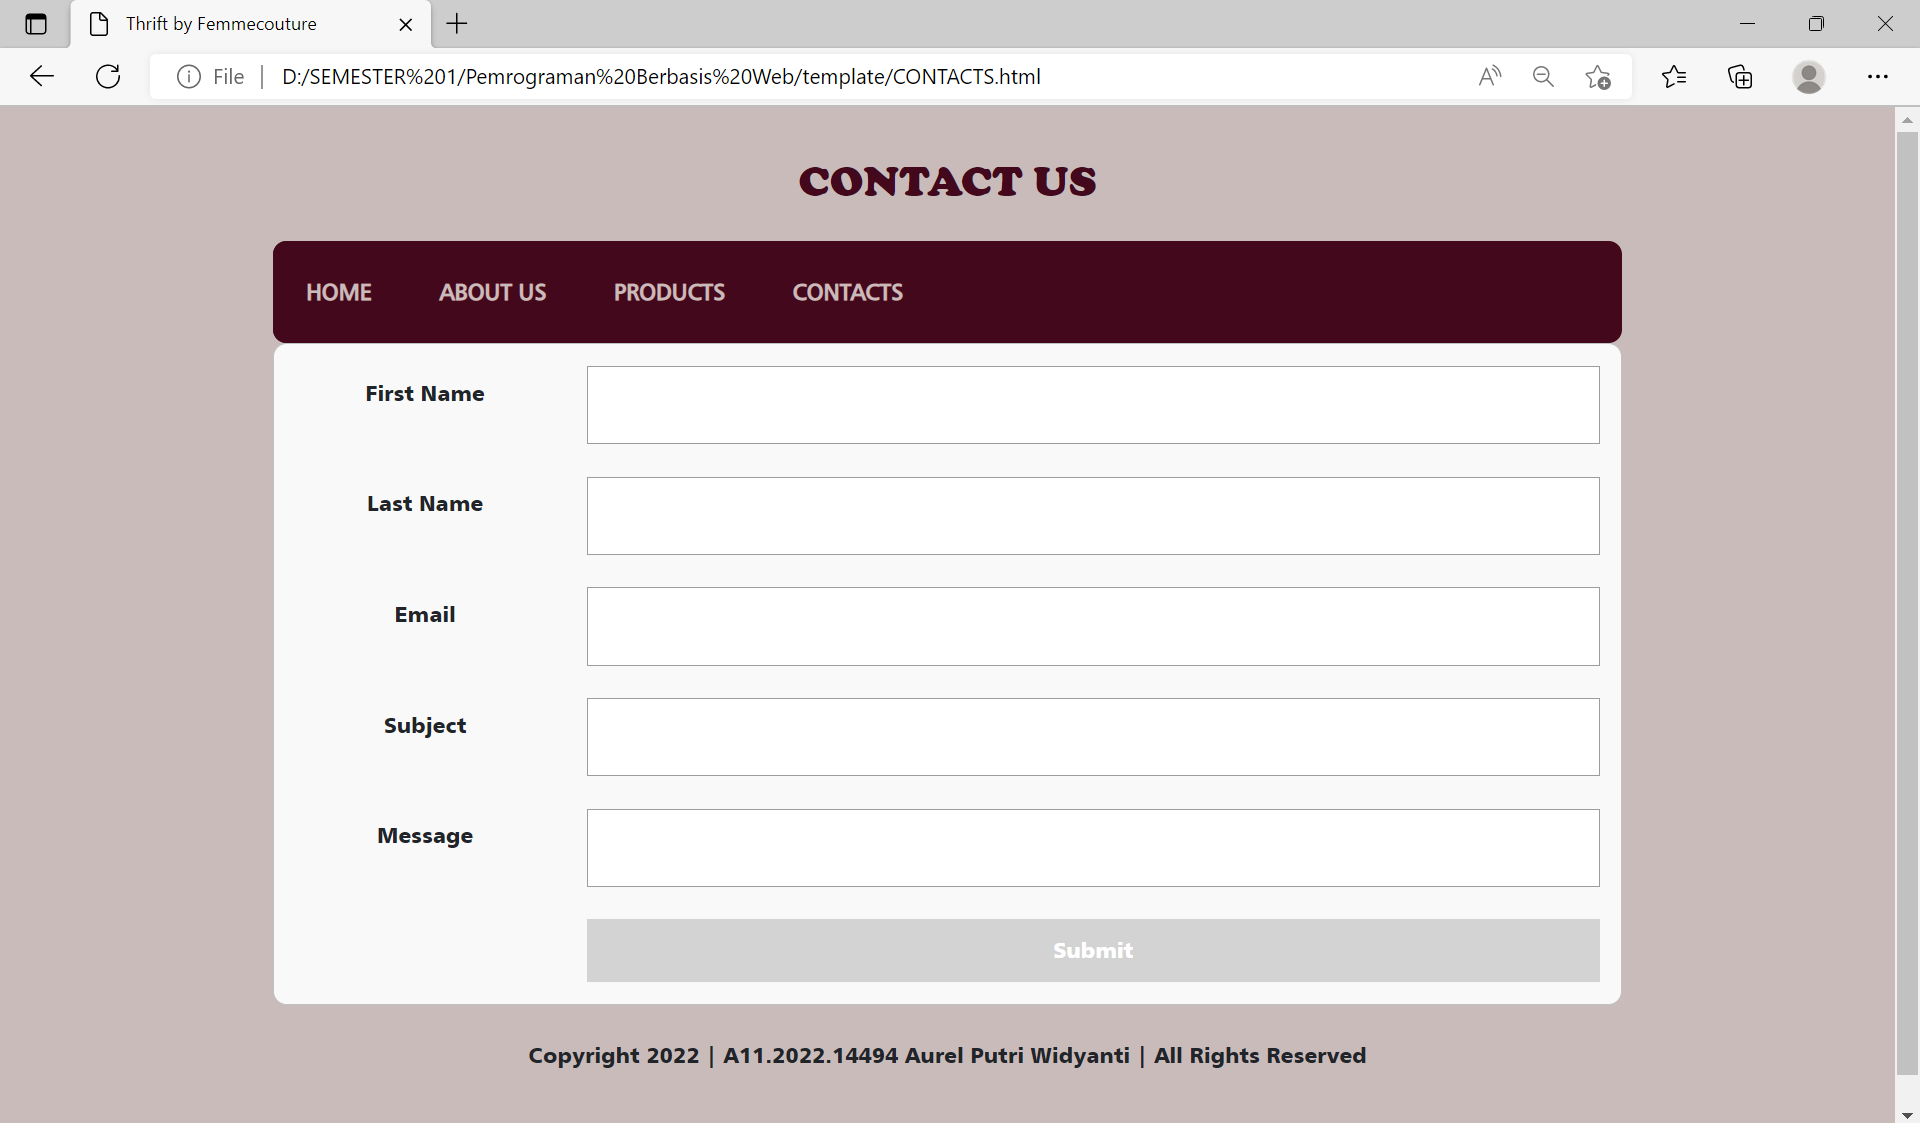 Thrift by Femmecouture
File | D:/SEMESTER%201/Pemrograman%20Berbasis%20Web/template/CONTACTS.html
CONTACT US
HOME ABOUT US PRODUCTS CONTACTS
First Name
Last Name
Email
Subject
Message
Submit
Copyright 2022 | A11.2022.14494 Aurel Putri Widyanti | All Rights Reserved